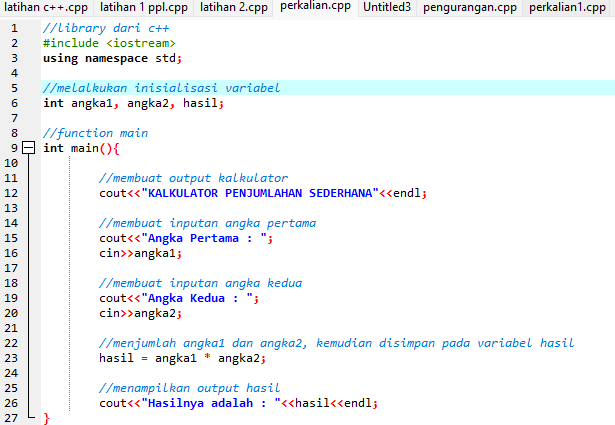 latihan c++.cpp latihan 1 ppl.cpp latihan 2.cpp perkalian.cpp Untitled3 pengurangan.cpp perkalian1.cpp
1 //library dari c++
2 #include <iostream>
3 using namespace std;
4
5 //melalkukan inisialisasi variabel
6 int angka1, angka2, hasil;
7
8 //function main
9 int main(){
10
11 //membuat output kalkulator
12 cout<<"KALKULATOR PENJUMLAHAN SEDERHANA"<<endl;
13
14 //membuat inputan angka pertama
15 cout<<"Angka Pertama : ";
16 cin>>angka1;
17
18 //membuat inputan angka kedua
19 cout<<"Angka Kedua : ";
20 cin>>angka2;
21
22 //menjumlah angka1 dan angka2, kemudian disimpan pada variabel hasil
23 hasil = angka1 * angka2;
24
25 //menampilkan output hasil
26 cout<<"Hasilnya adalah : "<<hasil<<endl;
27 }